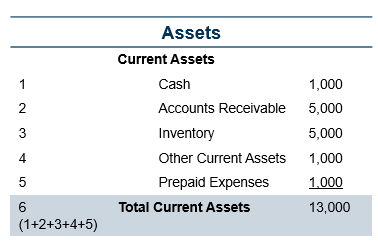 Assets
Current Assets
1 Cash 1,000
2 Accounts Receivable 5,000
3 Inventory 5,000
4 Other Current Assets 1,000
5 Prepaid Expenses 1,000
6 Total Current Assets 13,000
(1+2+3+4+5)